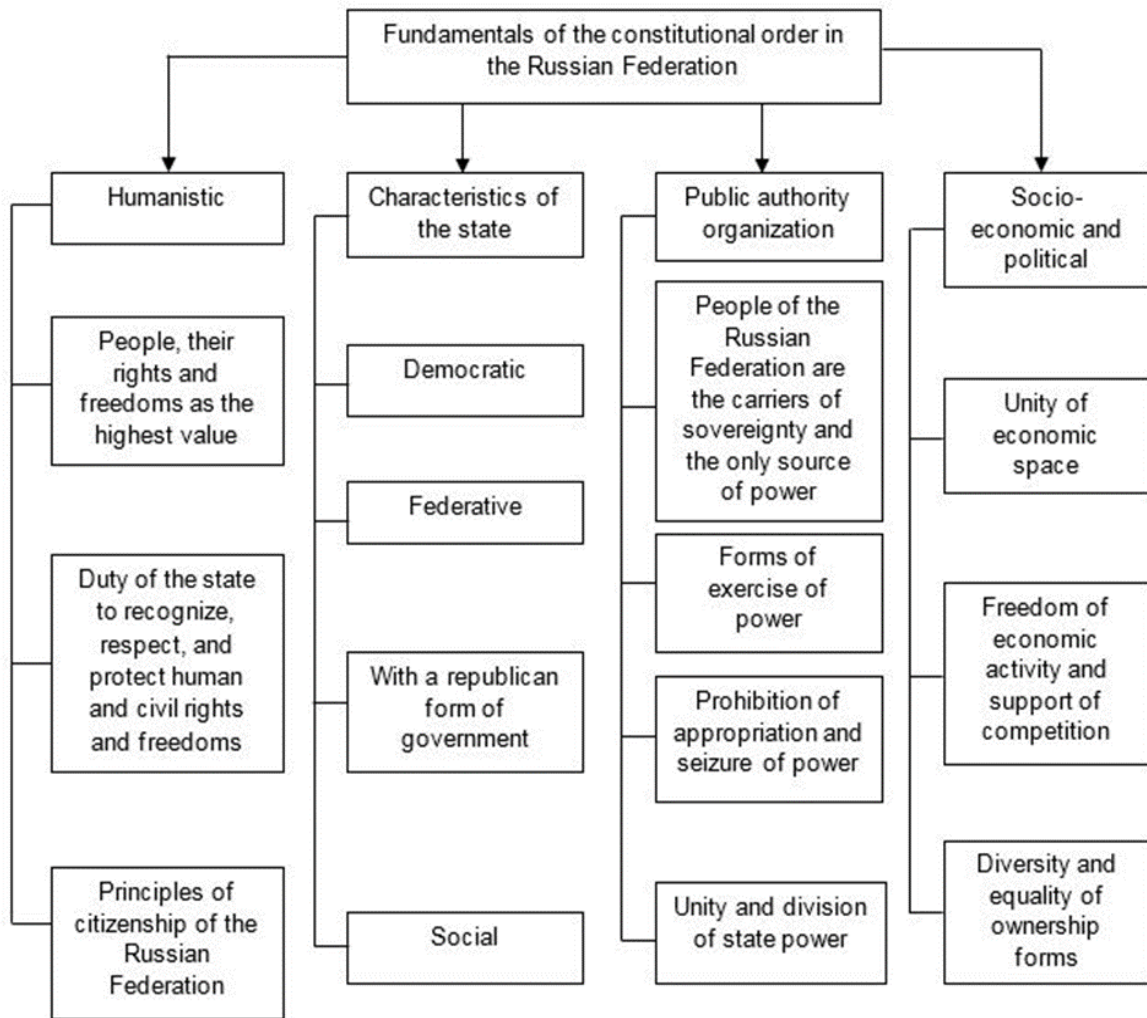 Fundamentals of the constitutional order in
the Russian Federation
Humanistic
People, their
rights and
freedoms as the
highest value
Duty of the state
to recognize,
respect, and
protect human
and civil rights
and freedoms
Principles of
citizenship of the
Russian
Federation
Characteristics of
the state
Democratic
Federative
With a republican
form of
government
Social
Public authority
organization
People of the
Russian
Federation are
the carriers of
sovereignty and
the only source
of power
Forms of
exercise of
power
Prohibition of
appropriation and
seizure of power
Unity and division
of state power
Socio-
economic and
political
Unity of
economic
space
Freedom of
economic
activity and
support of
competition
Diversity and
equality of
ownership
forms